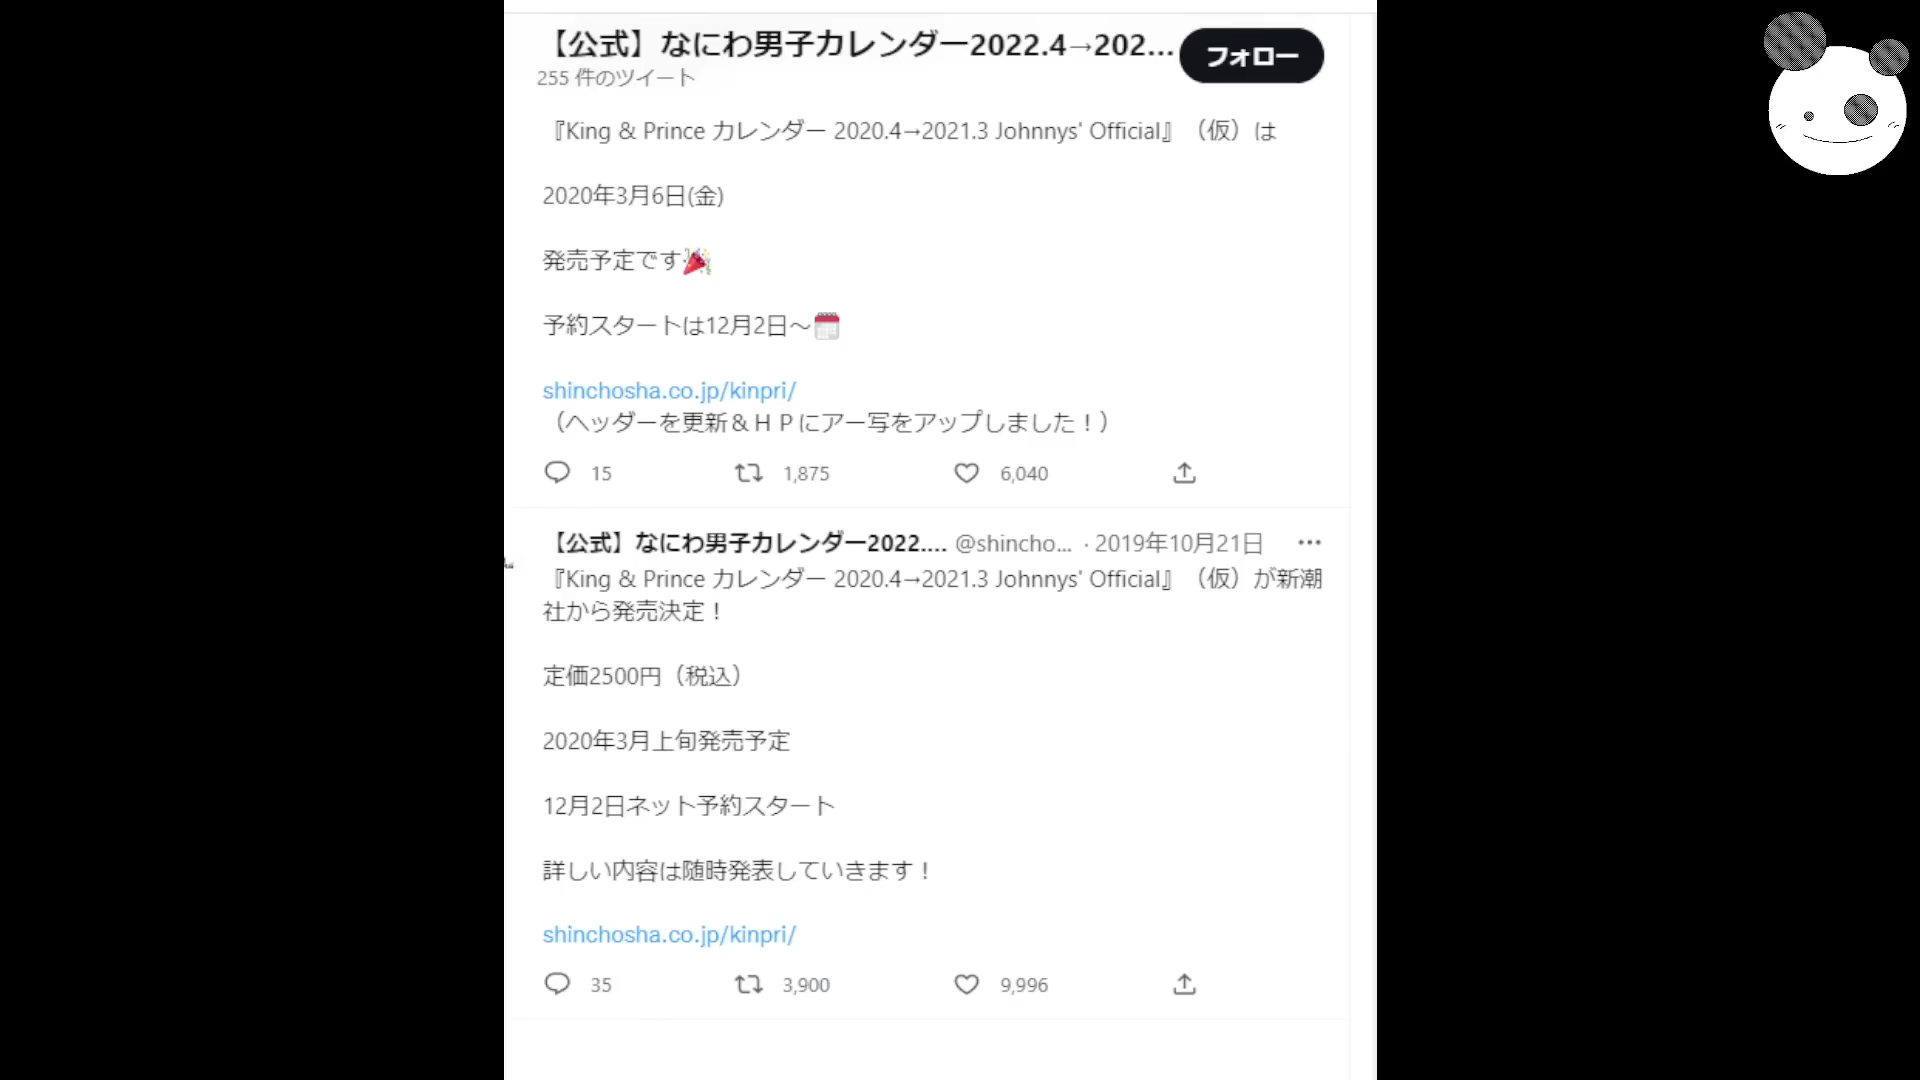 【公式】なにわ男子カレンダー2022.4→202...
フォロー
255 件のツイート
『King & Prince カレンダー 2020.4→2021.3 Johnnys' Official』（仮）は
2020年3月6日(金)
発売予定です🎉
予約スタートは12月2日～🗓
shinchosha.co.jp/kinpri/
（ヘッダーを更新＆ＨＰにアー写をアップしました！）
15 1,875 6,040
【公式】なにわ男子カレンダー2022.... @shincho... · 2019年10月21日
『King & Prince カレンダー 2020.4→2021.3 Johnnys' Official』（仮）が新潮
社から発売決定！
定価2500円（税込）
2020年3月上旬発売予定
12月2日ネット予約スタート
詳しい内容は随時発表していきます！
shinchosha.co.jp/kinpri/
35 3,900 9,996